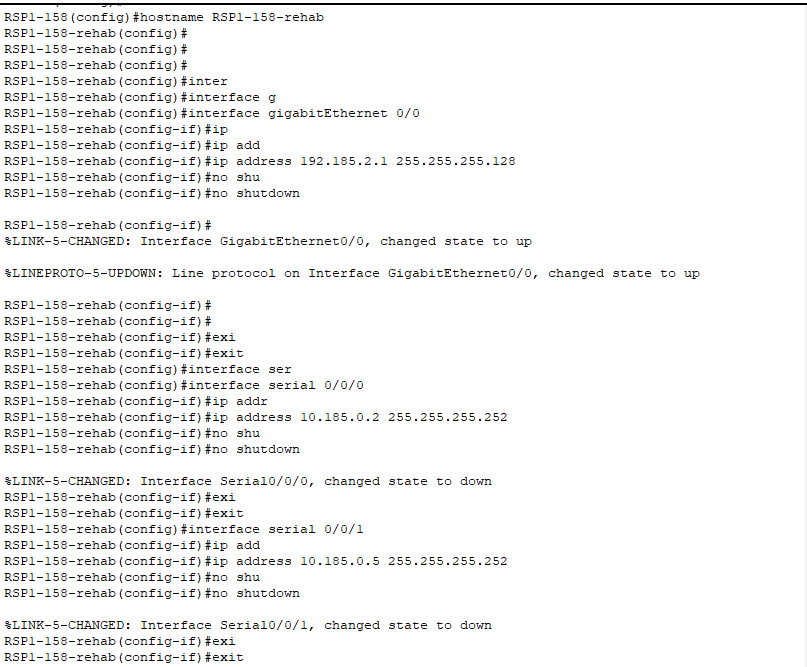 RSP1-158(config)#hostname RSP1-158-rehab
RSP1-158-rehab(config)#
RSP1-158-rehab(config)#
RSP1-158-rehab(config)#
RSP1-158-rehab(config)#inter
RSP1-158-rehab(config)#interface g
RSP1-158-rehab(config)#interface gigabitEthernet 0/0
RSP1-158-rehab(config-if)#ip
RSP1-158-rehab(config-if)#ip add
RSP1-158-rehab(config-if)#ip address 192.185.2.1 255.255.255.128
RSP1-158-rehab(config-if)#no shu
RSP1-158-rehab(config-if)#no shutdown
RSP1-158-rehab(config-if)#
%LINK-5-CHANGED: Interface GigabitEthernet0/0, changed state to up
%LINEPROTO-5-UPDOWN: Line protocol on Interface GigabitEthernet0/0, changed state to up
RSP1-158-rehab(config-if)#
RSP1-158-rehab(config-if)#
RSP1-158-rehab(config-if)#exi
RSP1-158-rehab(config-if)#exit
RSP1-158-rehab(config)#interface ser
RSP1-158-rehab(config)#interface serial 0/0/0
RSP1-158-rehab(config-if)#ip addr
RSP1-158-rehab(config-if)#ip address 10.185.0.2 255.255.255.252
RSP1-158-rehab(config-if)#no shu
RSP1-158-rehab(config-if)#no shutdown
%LINK-5-CHANGED: Interface Serial0/0/0, changed state to down
RSP1-158-rehab(config-if)#exi
RSP1-158-rehab(config-if)#exit
RSP1-158-rehab(config)#interface serial 0/0/1
RSP1-158-rehab(config-if)#ip add
RSP1-158-rehab(config-if)#ip address 10.185.0.5 255.255.255.252
RSP1-158-rehab(config-if)#no shu
RSP1-158-rehab(config-if)#no shutdown
%LINK-5-CHANGED: Interface Serial0/0/1, changed state to down
RSP1-158-rehab(config-if)#exi
RSP1-158-rehab(config-if)#exit